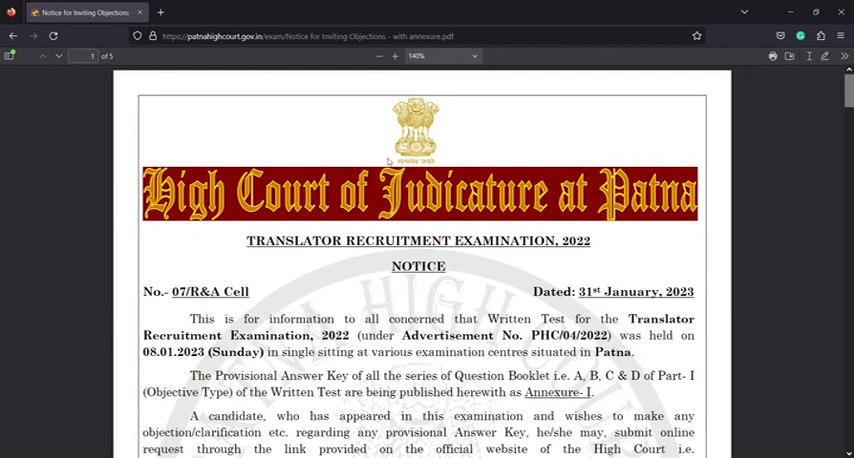 Notice for Inviting Objections -
https://patnahighcourt.gov.in/exam/Notice for Inviting Objections - with annexure.pdf
1 of 5
140%
सत्यमेव जयते
High Court of Judicature at Patna
TRANSLATOR RECRUITMENT EXAMINATION, 2022
NOTICE
No.- 07/R&A Cell Dated: 31st January, 2023
This is for information to all concerned that Written Test for the Translator
Recruitment Examination, 2022 (under Advertisement No. PHC/04/2022) was held on
08.01.2023 (Sunday) in single sitting at various examination centres situated in Patna.
The Provisional Answer Key of all the series of Question Booklet i.e. A, B, C & D of Part- I
(Objective Type) of the Written Test are being published herewith as Annexure- I.
A candidate, who has appeared in this examination and wishes to make any
objection/clarification etc. regarding any provisional Answer Key, he/she may, submit online
request through the link provided on the official website of the High Court i.e.